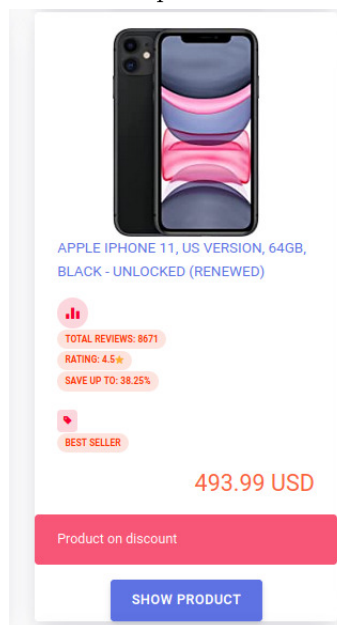 APPLE IPHONE 11, US VERSION, 64GB,
BLACK - UNLOCKED (RENEWED)
TOTAL REVIEWS: 8671
RATING: 4.5★
SAVE UP TO: 38.25%
BEST SELLER
493.99 USD
Product on discount
SHOW PRODUCT